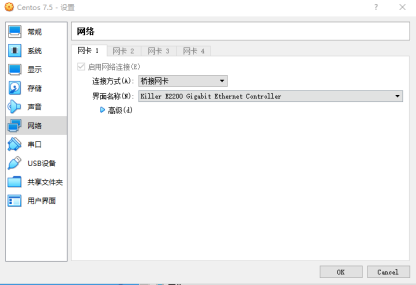 Centos 7.5 - 设置
常规
系统
显示
存储
声音
网络
串口
USB设备
共享文件夹
用户界面
网络
网卡 1 网卡 2 网卡 3 网卡 4
启用网络连接(E)
连接方式(A): 桥接网卡
界面名称(N): Killer E2200 Gigabit Ethernet Controller
高级(d)
OK Cancel